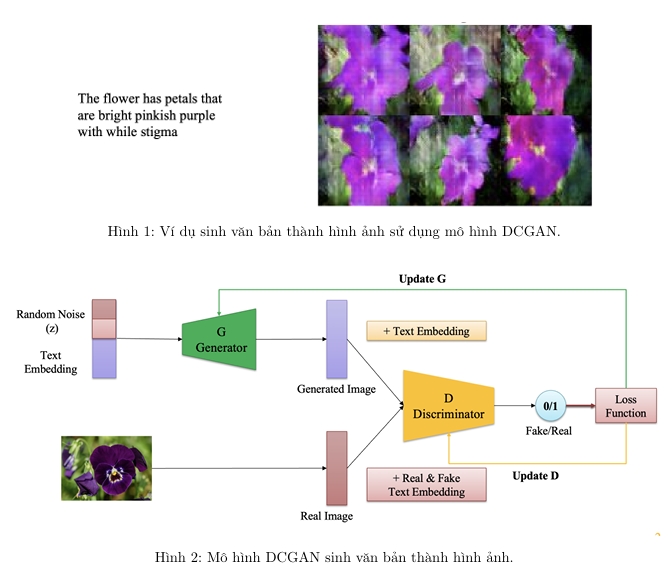 The flower has petals that
are bright pinkish purple
with while stigma
Hình 1: Ví dụ sinh văn bản thành hình ảnh sử dụng mô hình DCGAN.
Update G
Random Noise
(z)
Text
Embedding
G
Generator
Generated Image
+ Text Embedding
D
Discriminator
0/1
Fake/Real
Loss
Function
+ Real & Fake
Text Embedding
Update D
Real Image
Hình 2: Mô hình DCGAN sinh văn bản thành hình ảnh.